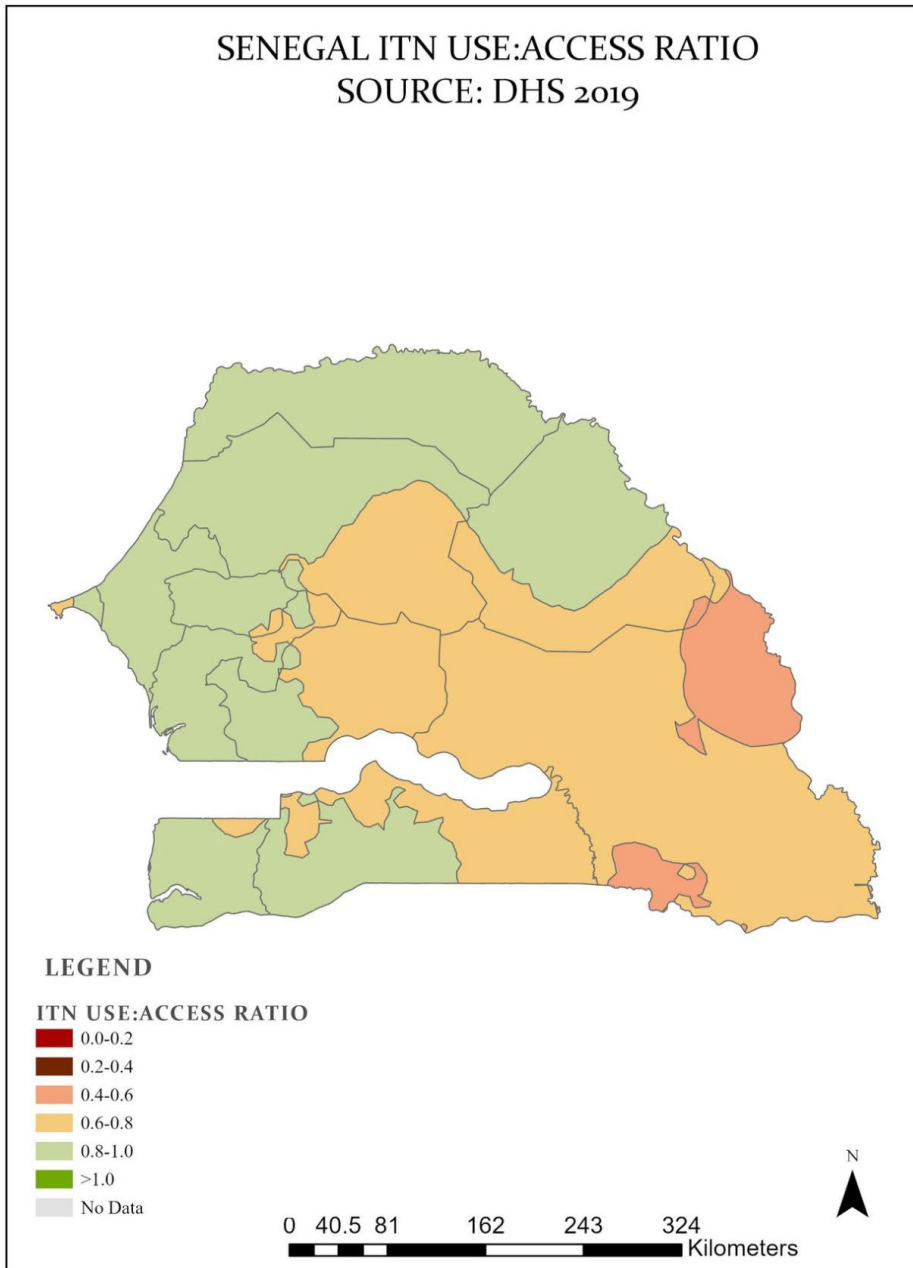 SENEGAL ITN USE:ACCESS RATIO
SOURCE: DHS 2019
LEGEND
ITN USE:ACCESS RATIO
0.0-0.2
0.2-0.4
0.4-0.6
0.6-0.8
0.8-1.0
>1.0
No Data
N
0 40.5 81 162 243 324
Kilometers